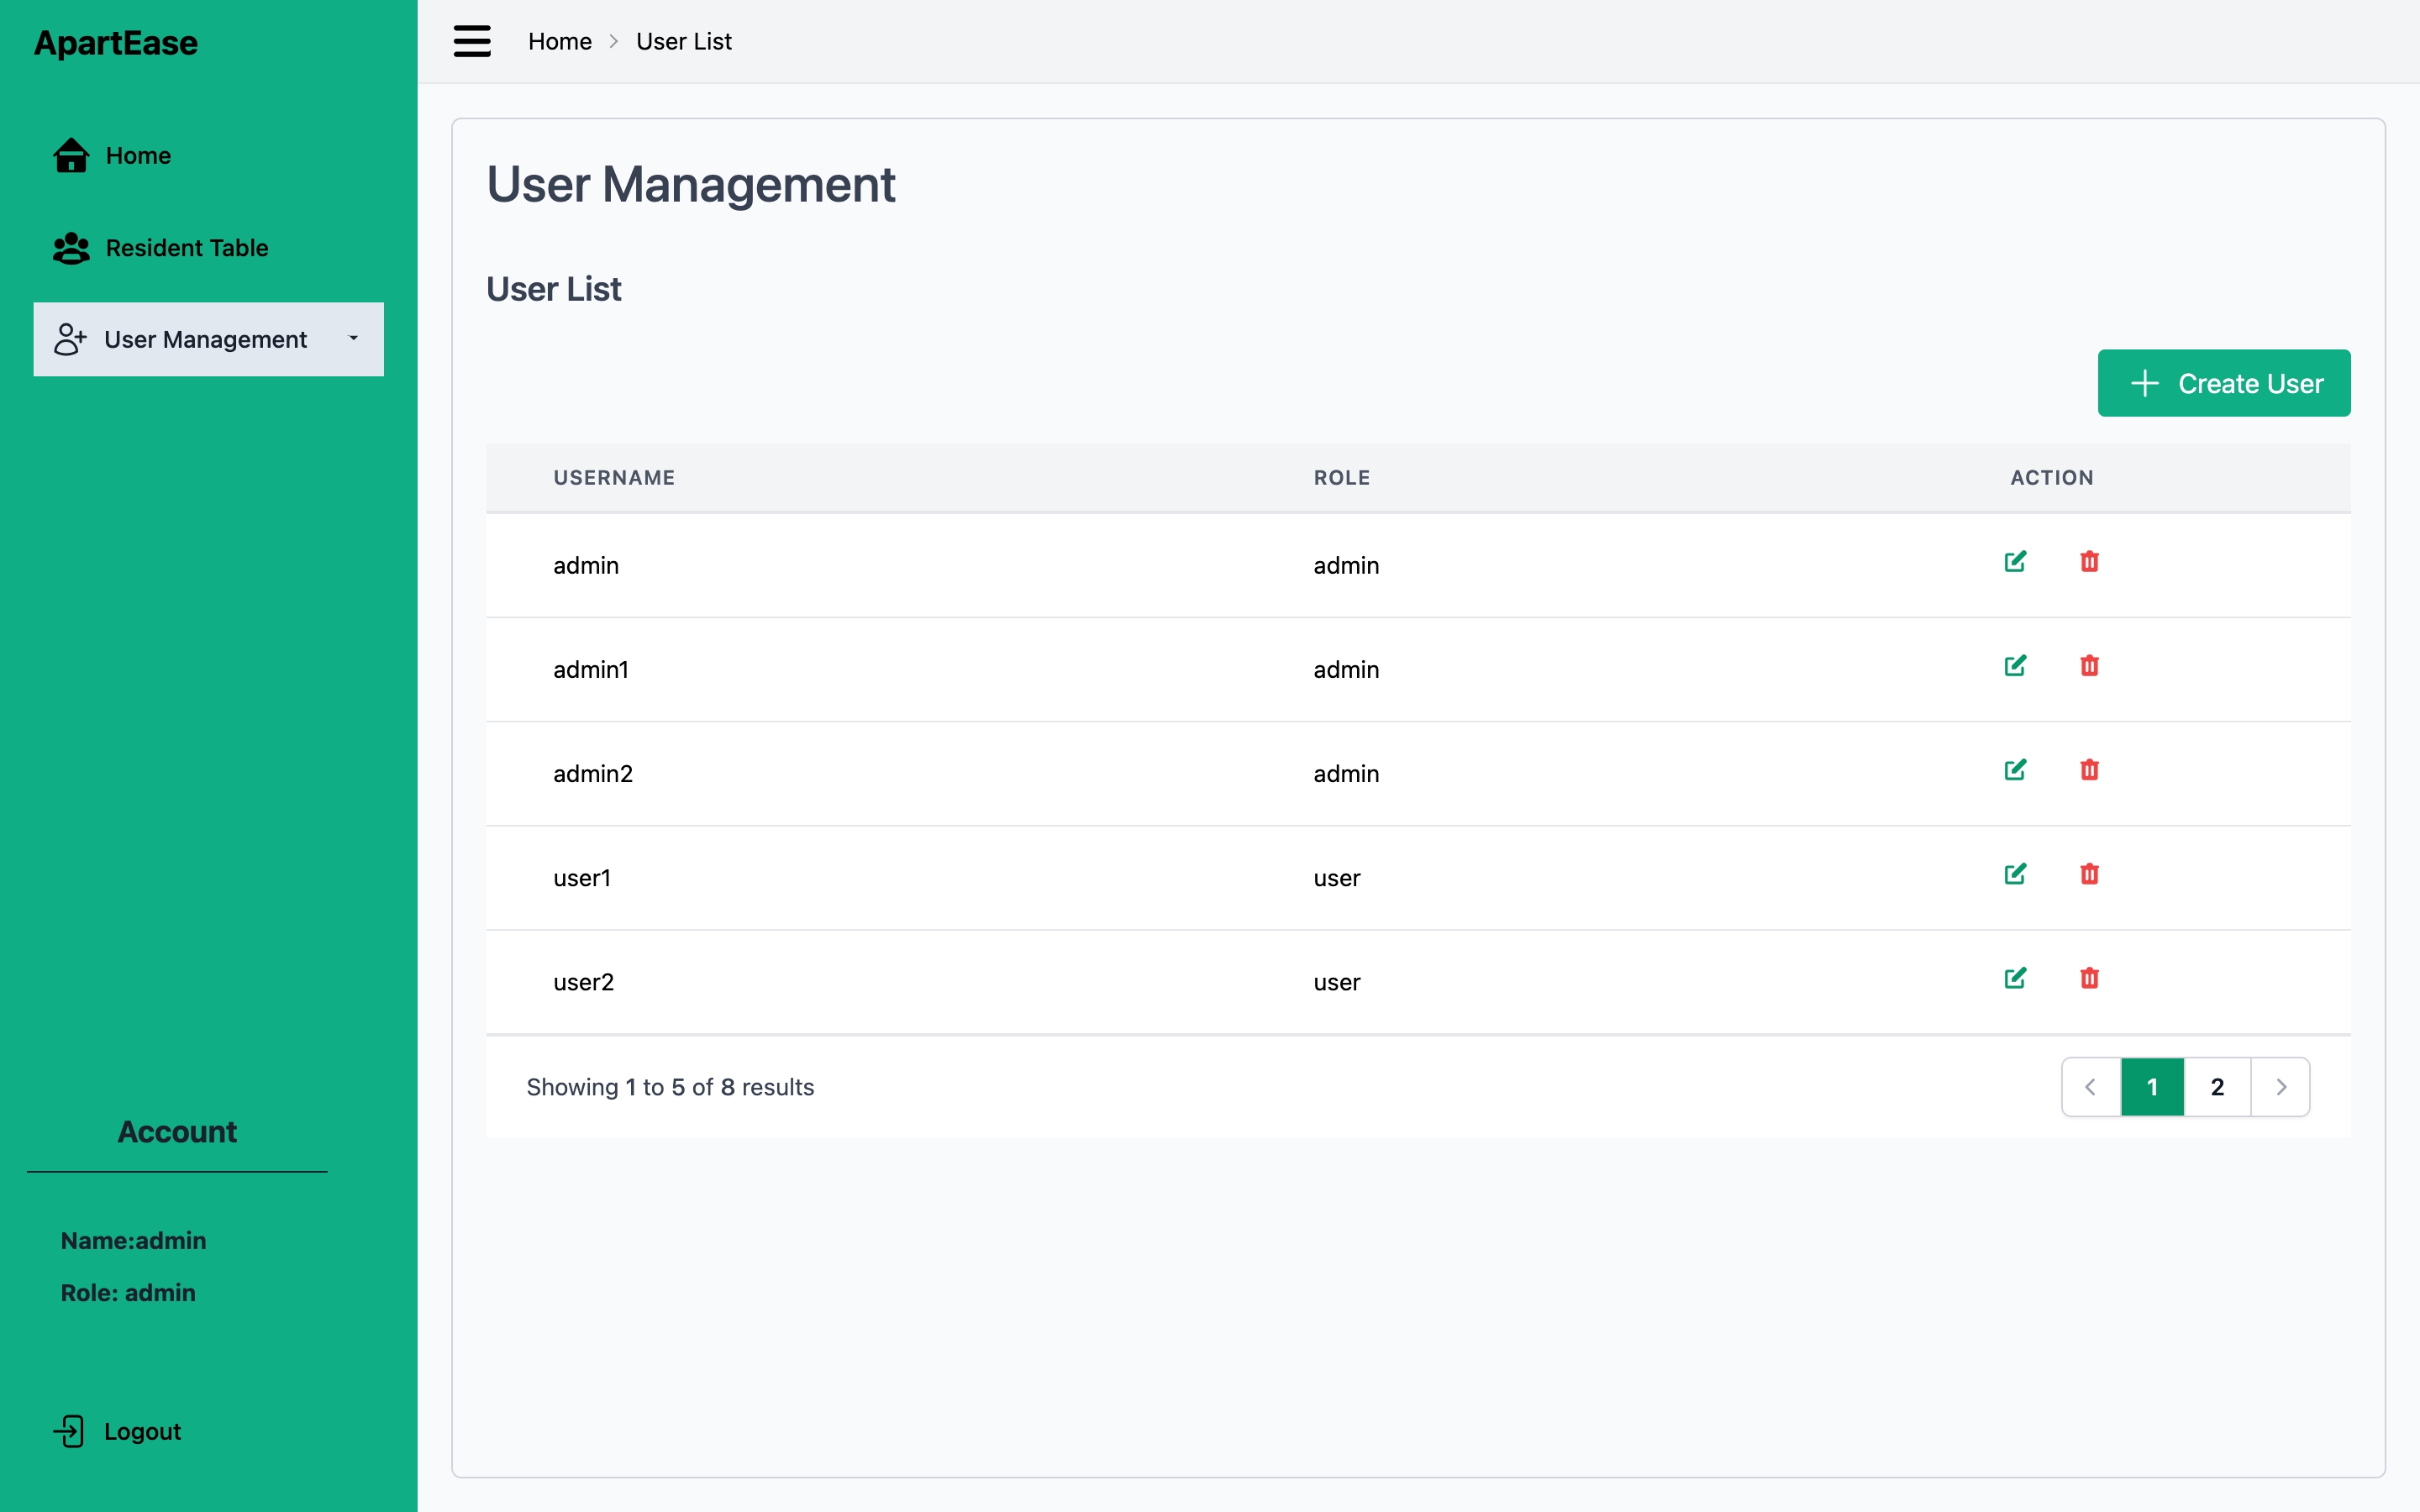 ApartEase
Home
Resident Table
User Management
Account
Name:admin
Role: admin
Logout
Home User List
User Management
User List
Create User
USERNAME ROLE ACTION
admin admin
admin1 admin
admin2 admin
user1 user
user2 user
Showing 1 to 5 of 8 results
1 2